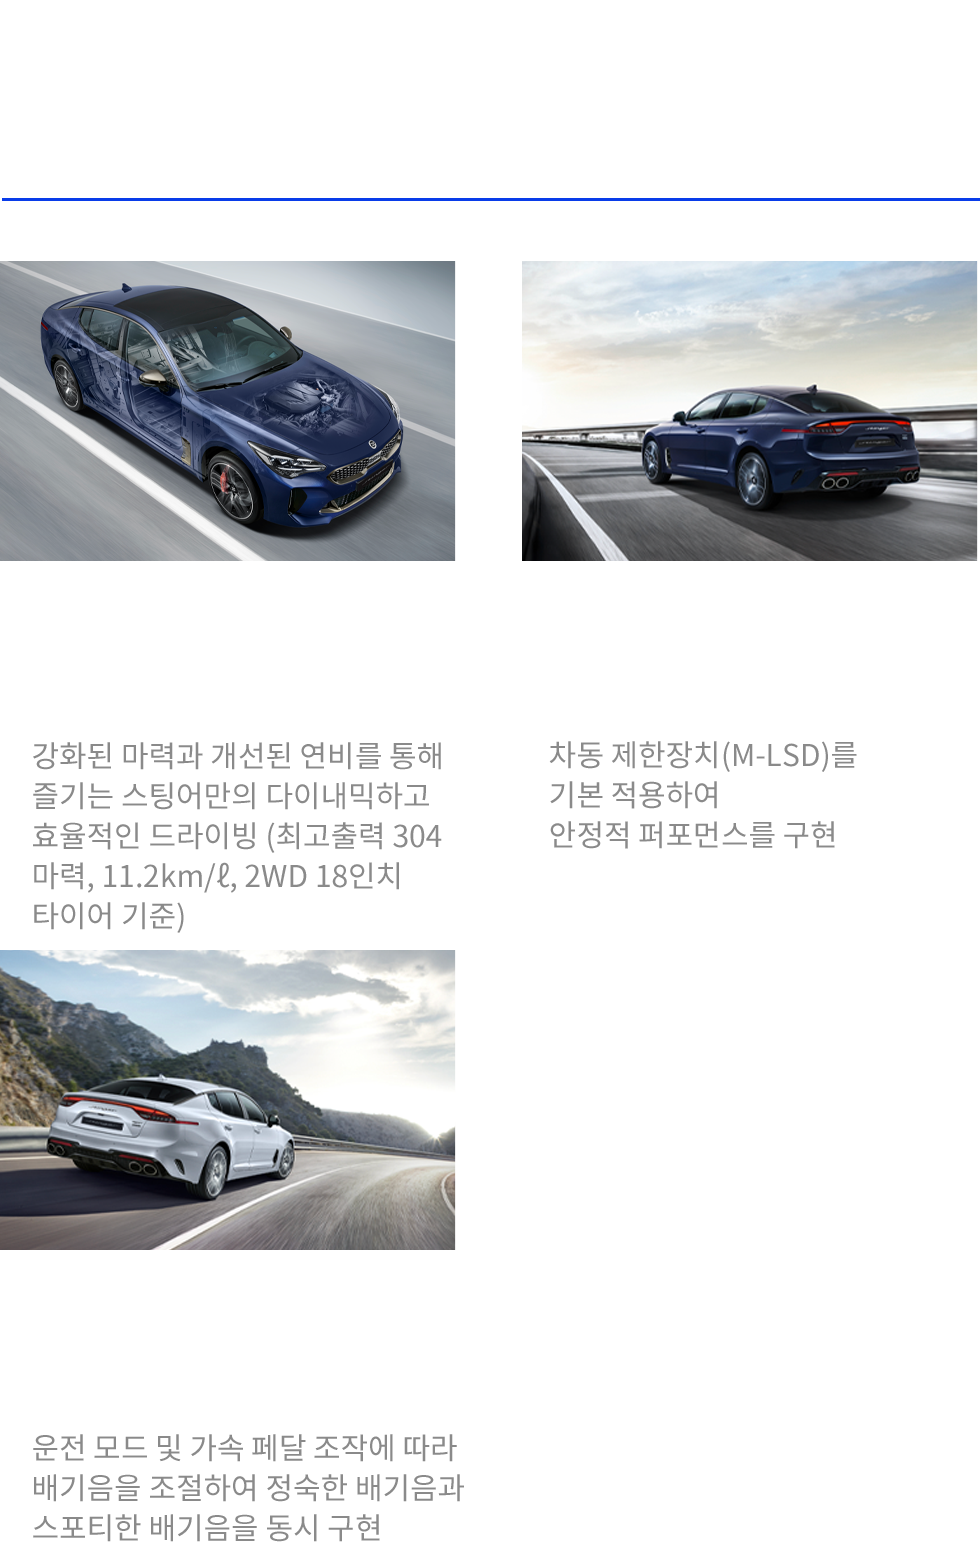 강화된 마력과 개선된 연비를 통해
즐기는 스팅어만의 다이내믹하고
효율적인 드라이빙 (최고출력 304
마력, 11.2km/ℓ, 2WD 18인치
타이어 기준)
차동 제한장치(M-LSD)를
기본 적용하여
안정적 퍼포먼스를 구현
운전 모드 및 가속 페달 조작에 따라
배기음을 조절하여 정숙한 배기음과
스포티한 배기음을 동시 구현